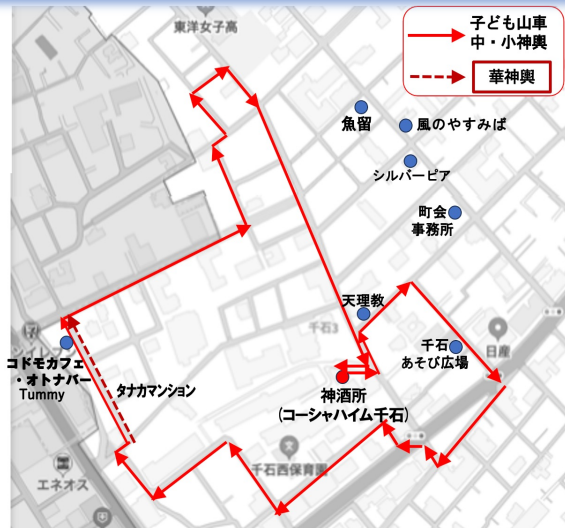 東洋女子高
子ども山車
中・小神輿
華神輿
魚留
風のやすみば
シルバーピア
町会
事務所
天理教
千石3
千石
あそび広場
日産
コドモカフェ
・オトナバー
Tummy
タナカマンション
神酒所
(コーシャハイム千石)
千石西保育園
エネオス